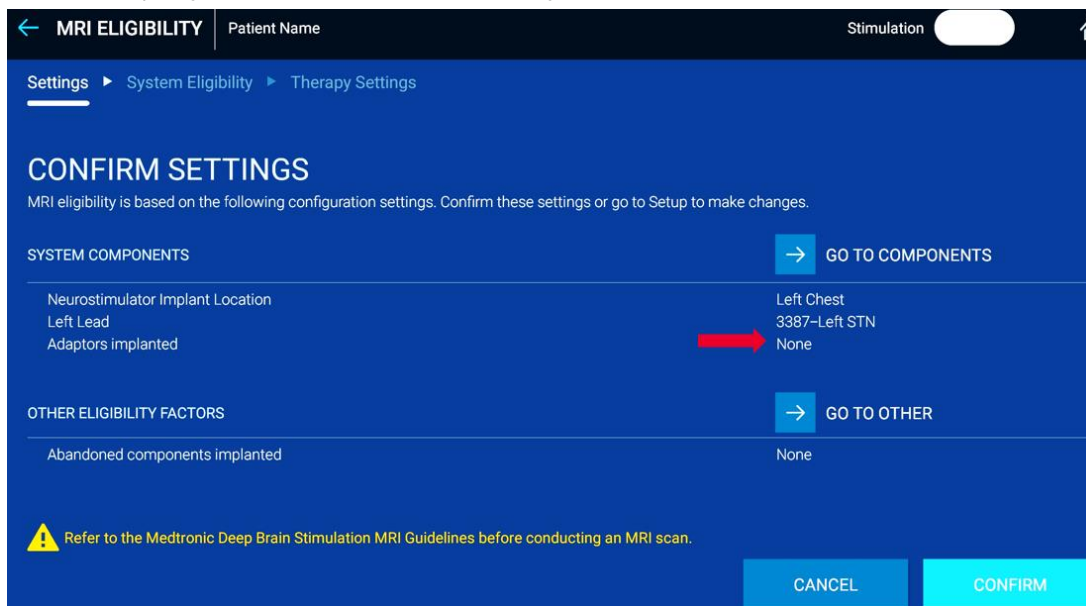 MRI ELIGIBILITY Patient Name Stimulation
Settings System Eligibility Therapy Settings
CONFIRM SETTINGS
MRI eligibility is based on the following configuration settings. Confirm these settings or go to Setup to make changes.
SYSTEM COMPONENTS GO TO COMPONENTS
Neurostimulator Implant Location Left Chest
Left Lead 3387–Left STN
Adaptors implanted None
OTHER ELIGIBILITY FACTORS GO TO OTHER
Abandoned components implanted None
Refer to the Medtronic Deep Brain Stimulation MRI Guidelines before conducting an MRI scan.
CANCEL CONFIRM